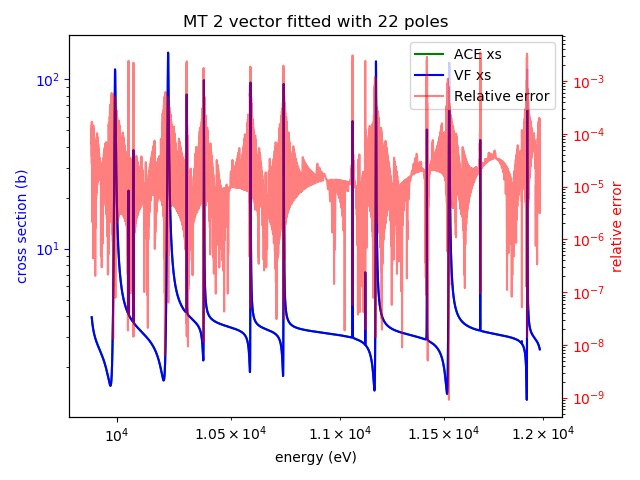 MT 2 vector fitted with 22 poles
ACE xs
VF xs
Relative error
10²
10¹
cross section (b)
10⁻³
10⁻⁴
10⁻⁵
10⁻⁶
10⁻⁷
10⁻⁸
10⁻⁹
relative error
10⁴
1.05 × 10⁴
1.1 × 10⁴
1.15 × 10⁴
1.2 × 10⁴
energy (eV)